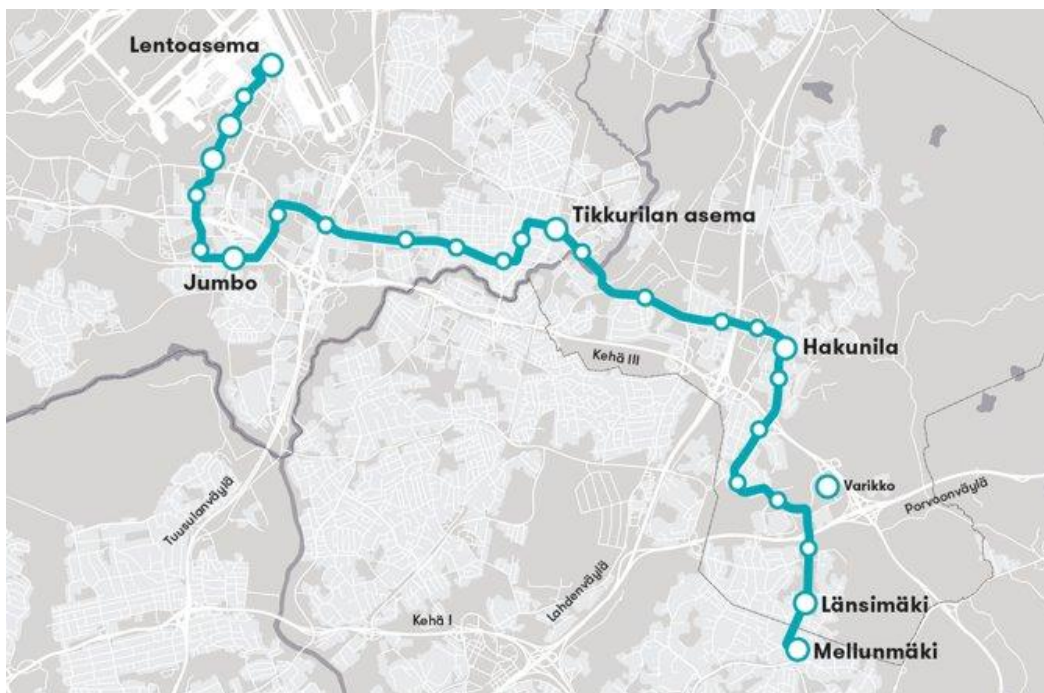 Lentoasema
Tikkurilan asema
Jumbo
Hakunila
Kehä III
Varikko
Porvoonväylä
Tuusulanväylä
Lahdenväylä
Länsimäki
Kehä I
Mellunmäki